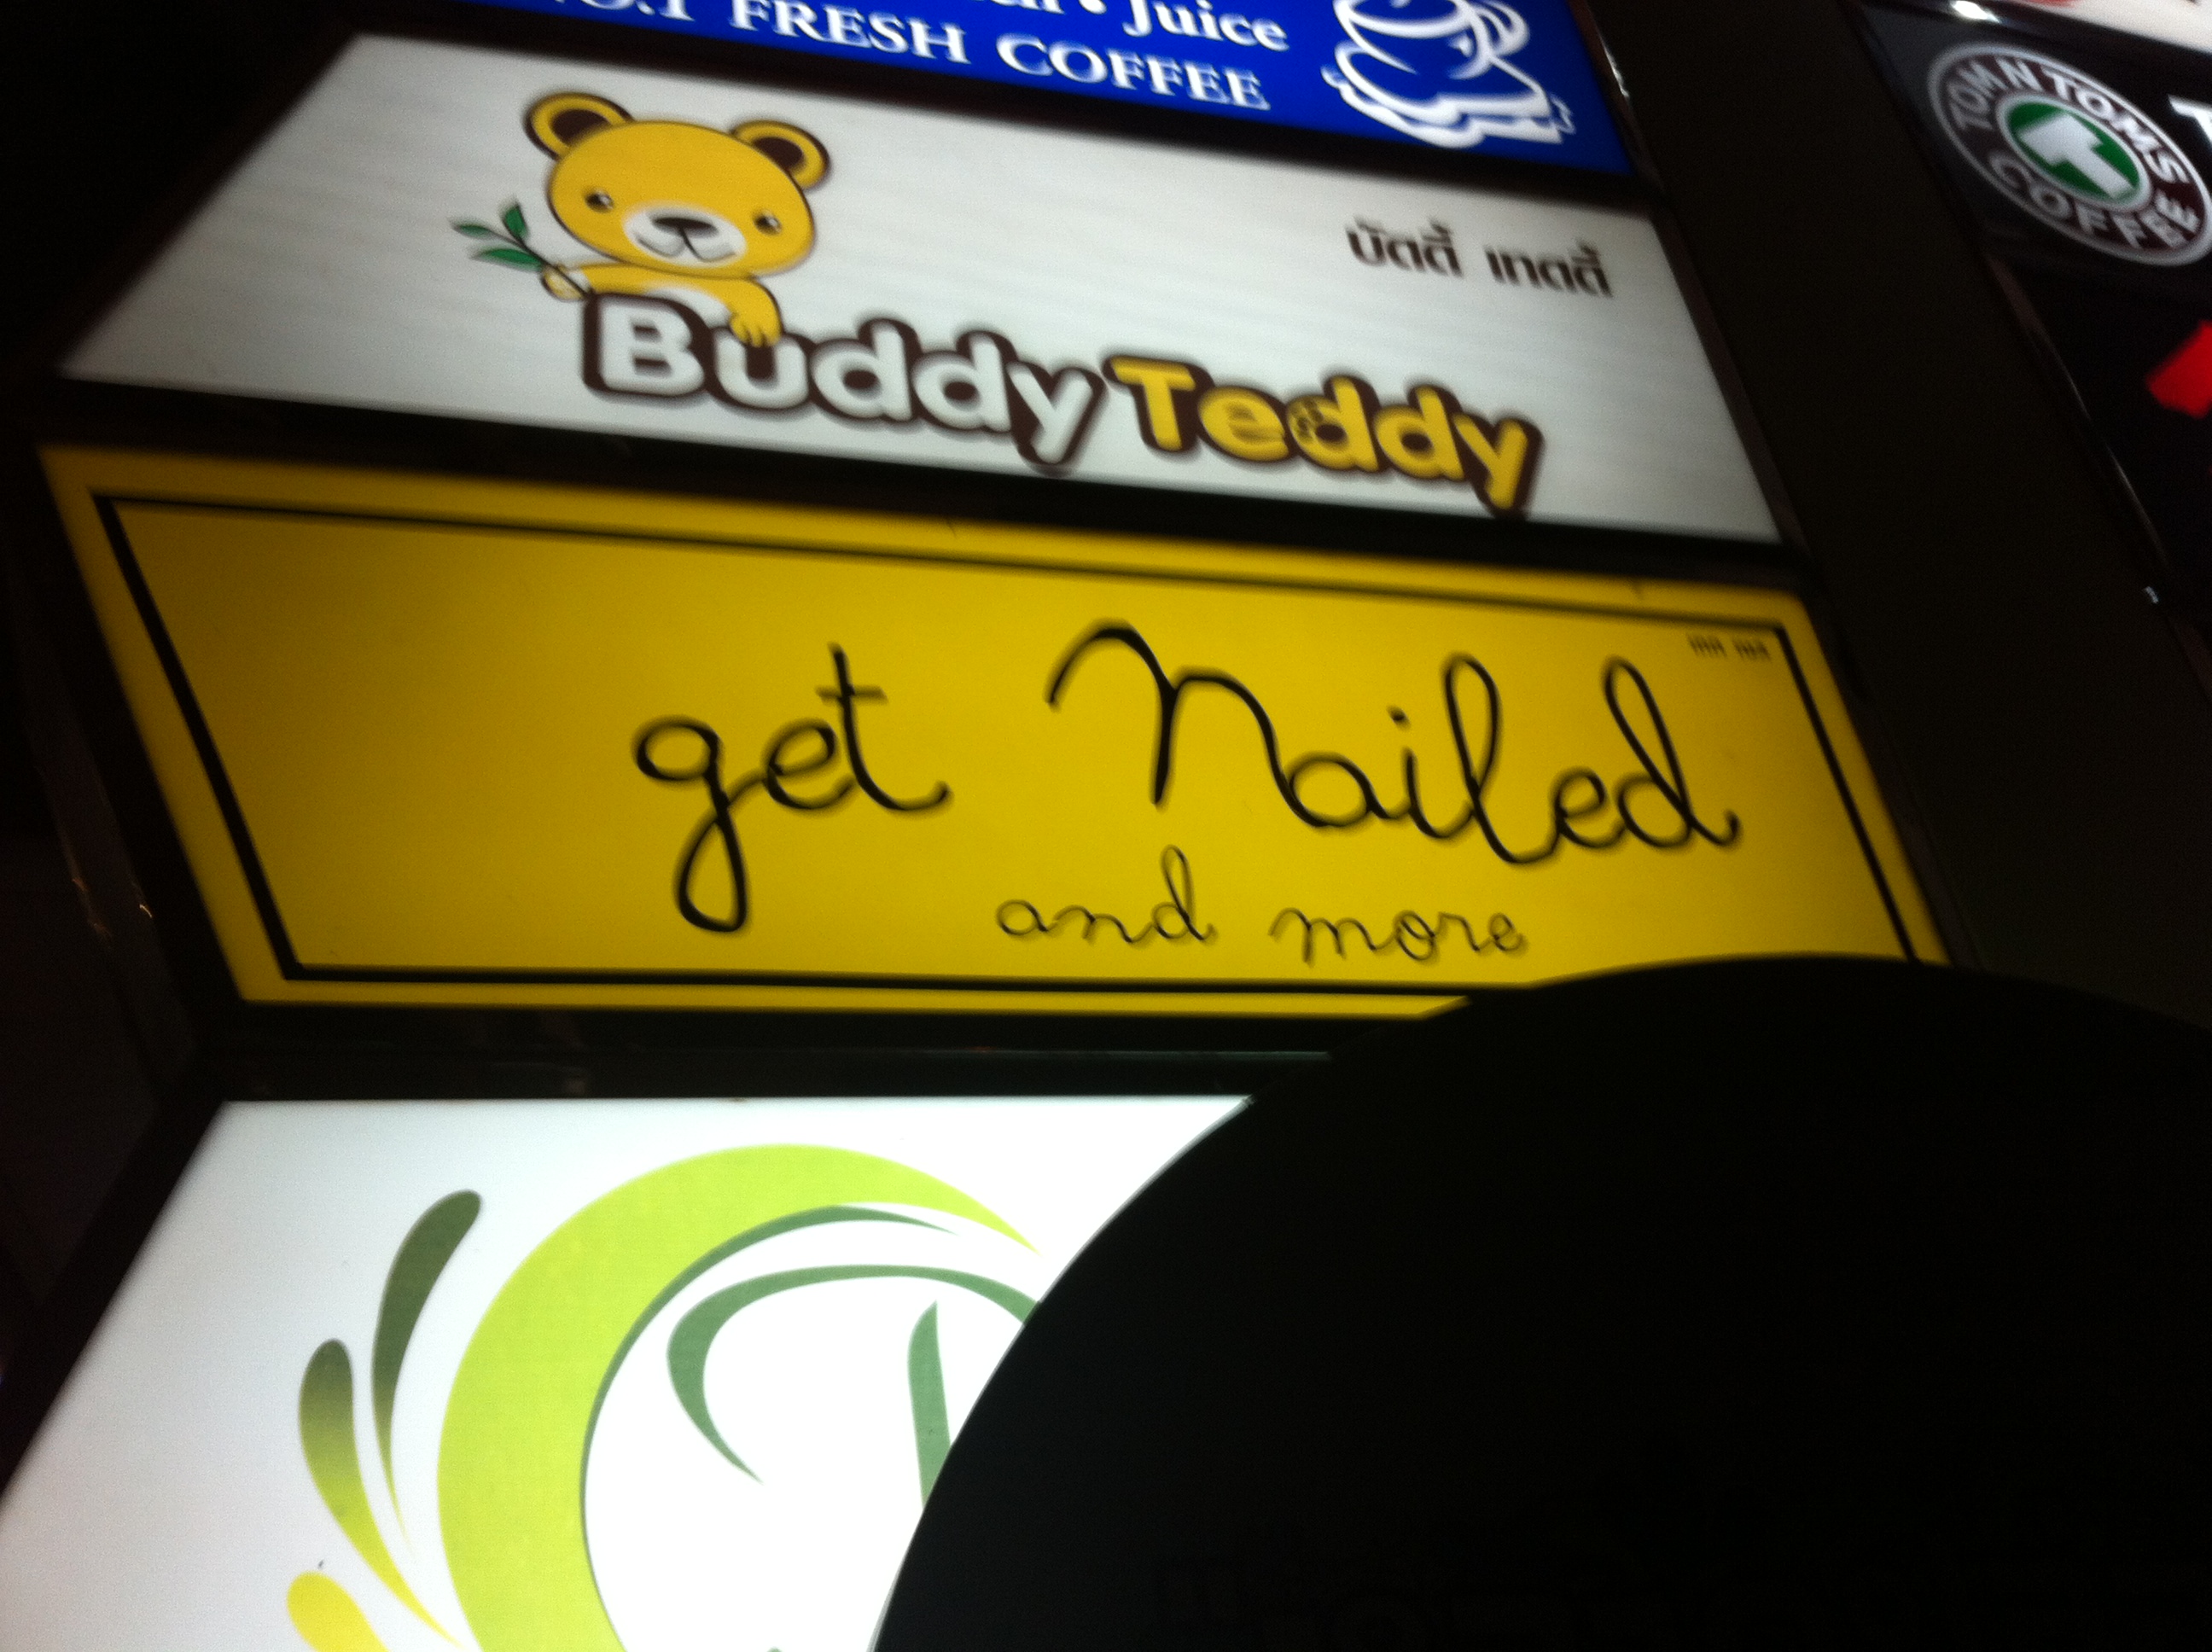 Juice
FRESH COFFEE
TOM N TOMS COFFEE
T
บัดดี้ เทดดี้
Buddy Teddy
get Nailed
and more